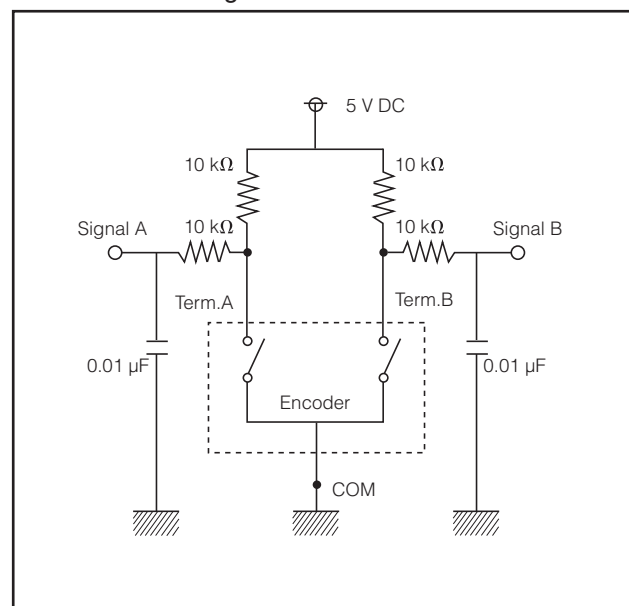 5 V DC
10 kΩ 10 kΩ
10 kΩ 10 kΩ
Signal A Signal B
Term.A Term.B
0.01 µF 0.01 µF
Encoder
COM